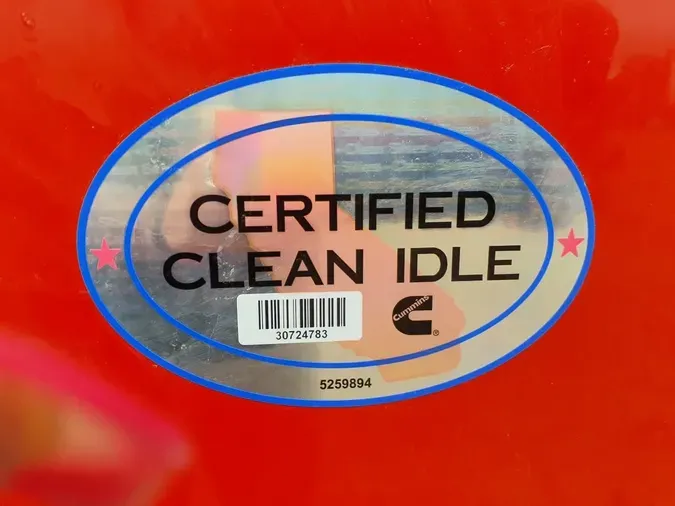 CERTIFIED
CLEAN IDLE
30724783
Cummins
®
5259894